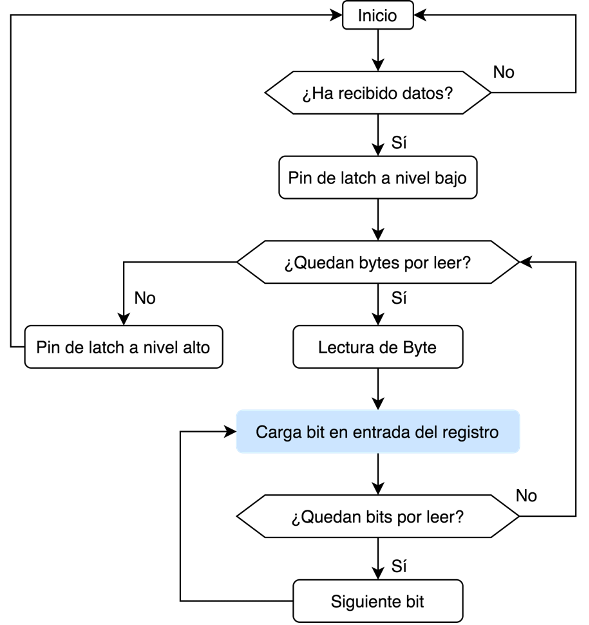 Inicio
No
¿Ha recibido datos?
Sí
Pin de latch a nivel bajo
¿Quedan bytes por leer?
No
Sí
Pin de latch a nivel alto
Lectura de Byte
Carga bit en entrada del registro
No
¿Quedan bits por leer?
Sí
Siguiente bit